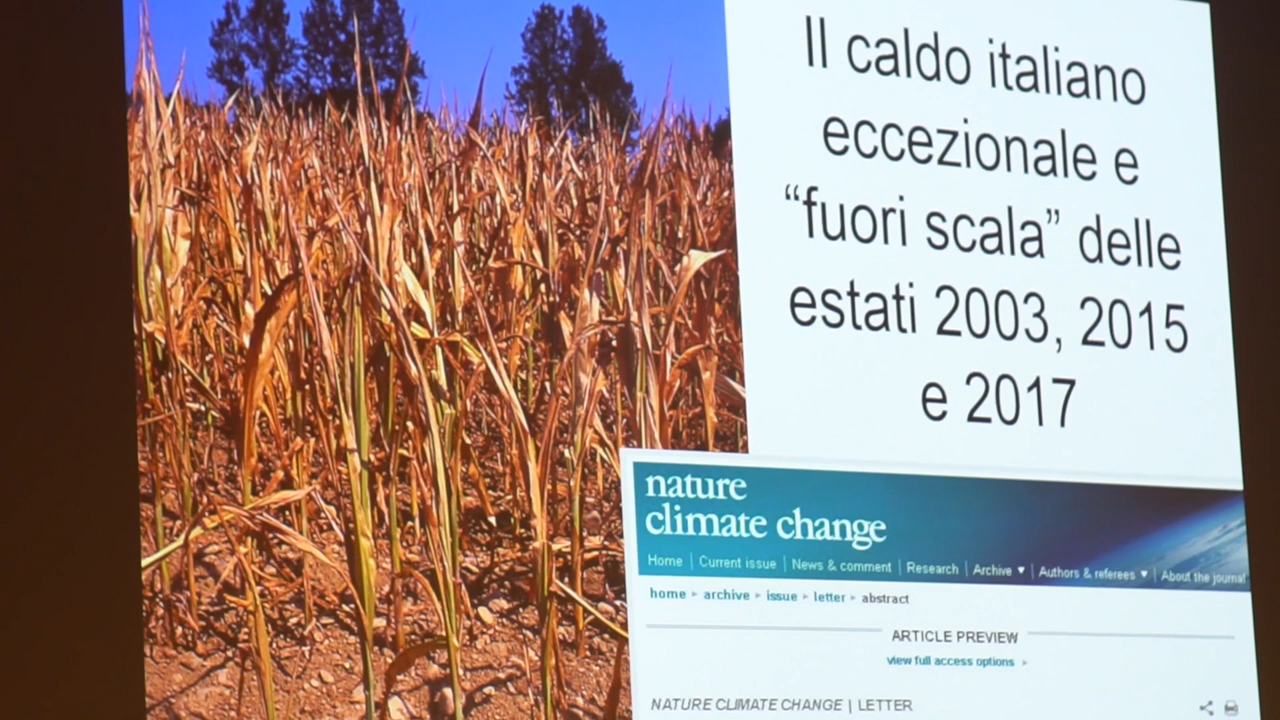 Il caldo italiano
eccezionale e
“fuori scala” delle
estati 2003, 2015
e 2017
nature
climate change
Home | Current issue | News & comment | Research | Archive ▼ | Authors & referees ▼ | About the journal
home ▸ archive ▸ issue ▸ letter ▸ abstract
ARTICLE PREVIEW
view full access options ▸
NATURE CLIMATE CHANGE | LETTER